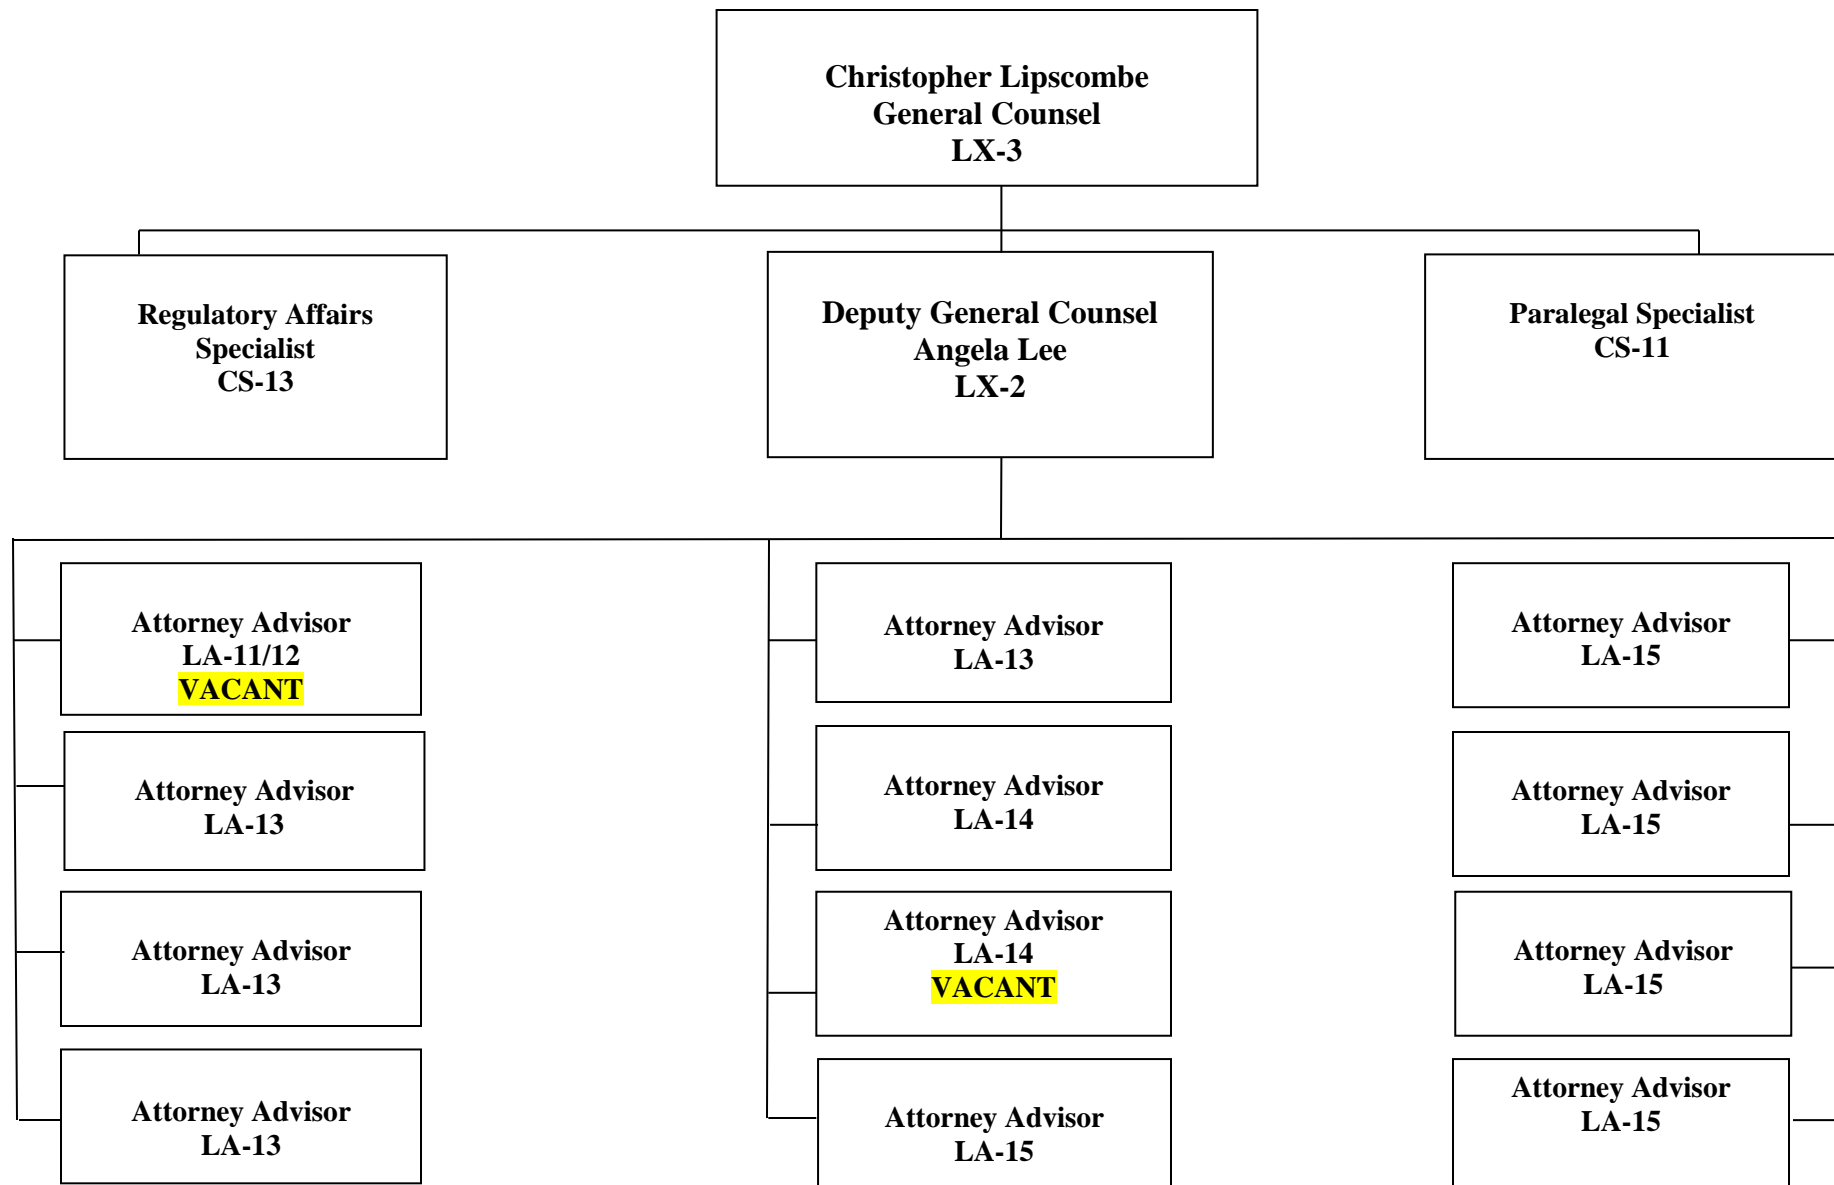 Christopher Lipscombe
General Counsel
LX-3
Regulatory Affairs
Specialist
CS-13
Deputy General Counsel
Angela Lee
LX-2
Paralegal Specialist
CS-11
Attorney Advisor
LA-11/12
VACANT
Attorney Advisor
LA-13
Attorney Advisor
LA-13
Attorney Advisor
LA-13
Attorney Advisor
LA-13
Attorney Advisor
LA-14
Attorney Advisor
LA-14
VACANT
Attorney Advisor
LA-15
Attorney Advisor
LA-15
Attorney Advisor
LA-15
Attorney Advisor
LA-15
Attorney Advisor
LA-15